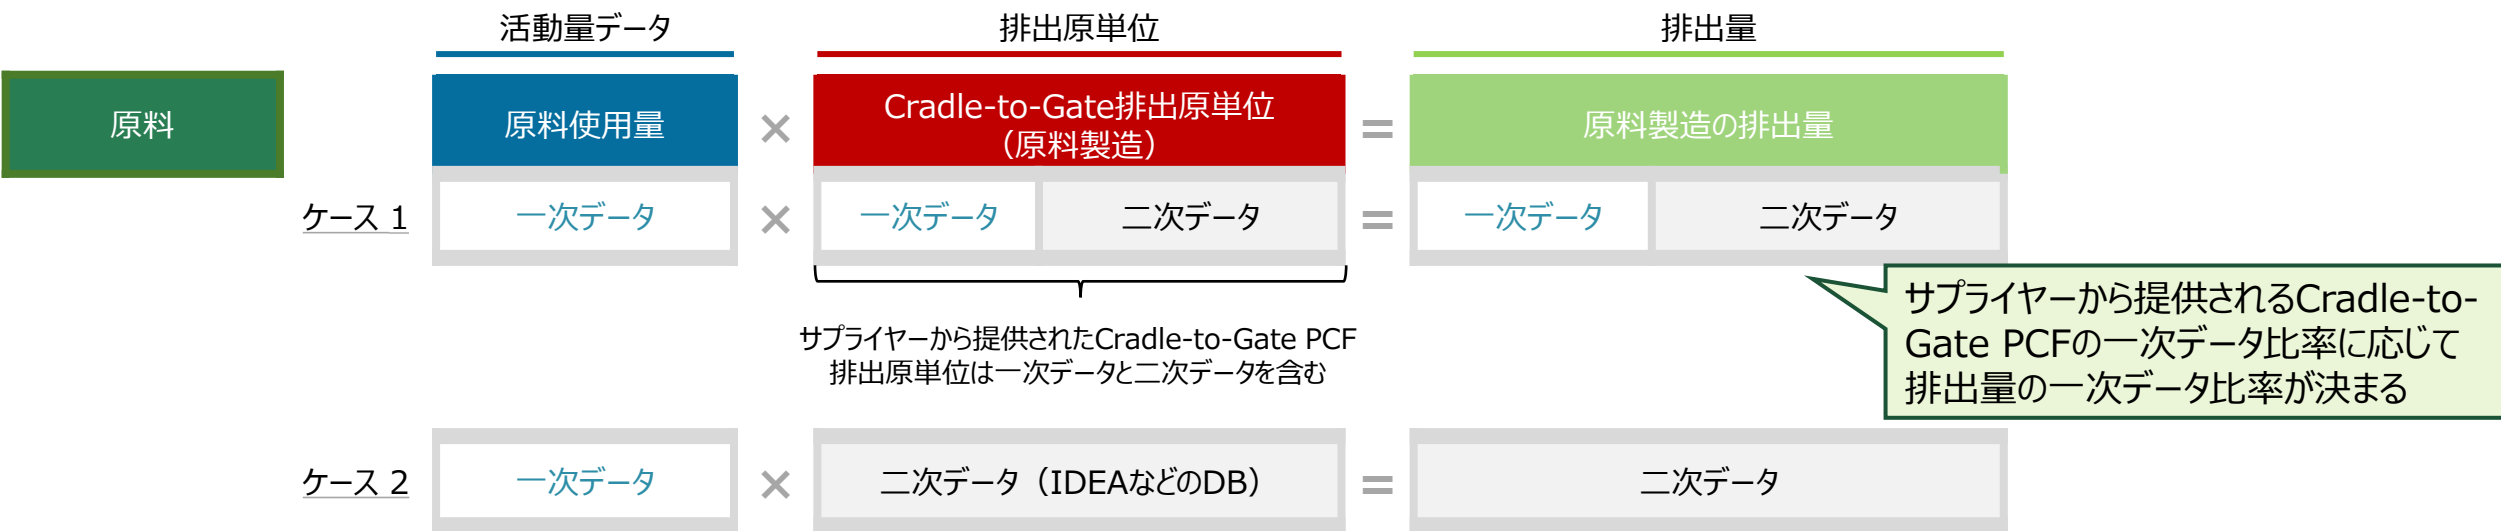 活動量データ
排出原単位
排出量
原料
原料使用量
×
Cradle-to-Gate排出原単位
（原料製造）
=
原料製造の排出量
ケース 1
一次データ
×
一次データ
二次データ
=
一次データ
二次データ
サプライヤーから提供されたCradle-to-Gate PCF
排出原単位は一次データと二次データを含む
サプライヤーから提供されるCradle-to-
Gate PCFの一次データ比率に応じて
排出量の一次データ比率が決まる
ケース 2
一次データ
×
二次データ（IDEAなどのDB）
=
二次データ